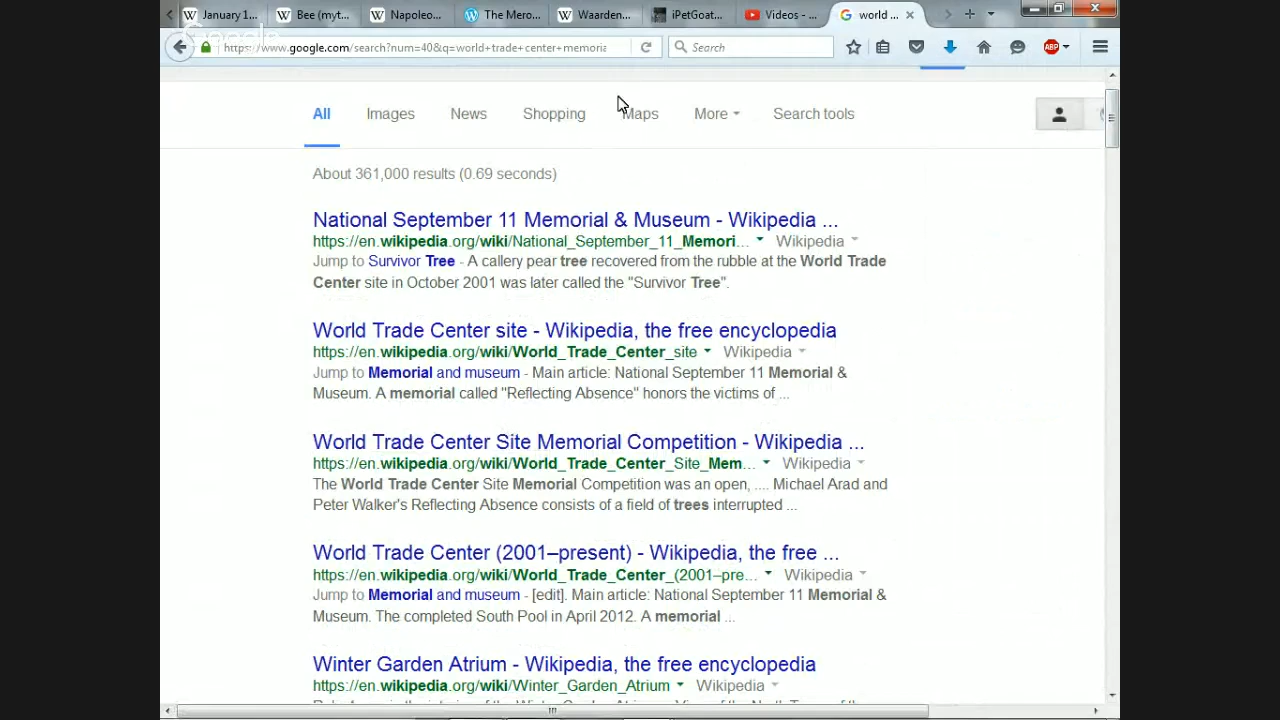 January 1...
Bee (myt...
Napoleo...
The Mero...
Waarden...
iPetGoat...
Videos - ...
world ...
Google
https://www.google.com/search?num=40&q=world+trade+center+memoria
Search
ABP
All
Images
News
Shopping
Maps
More
Search tools
About 361,000 results (0.69 seconds)
National September 11 Memorial & Museum - Wikipedia ...
https://en.wikipedia.org/wiki/National_September_11_Memori... Wikipedia
Jump to Survivor Tree - A callery pear tree recovered from the rubble at the World Trade
Center site in October 2001 was later called the "Survivor Tree".
World Trade Center site - Wikipedia, the free encyclopedia
https://en.wikipedia.org/wiki/World_Trade_Center_site Wikipedia
Jump to Memorial and museum - Main article: National September 11 Memorial &
Museum. A memorial called "Reflecting Absence" honors the victims of ...
World Trade Center Site Memorial Competition - Wikipedia ...
https://en.wikipedia.org/wiki/World_Trade_Center_Site_Mem... Wikipedia
The World Trade Center Site Memorial Competition was an open, .... Michael Arad and
Peter Walker's Reflecting Absence consists of a field of trees interrupted ...
World Trade Center (2001–present) - Wikipedia, the free ...
https://en.wikipedia.org/wiki/World_Trade_Center_(2001–pre... Wikipedia
Jump to Memorial and museum - [edit]. Main article: National September 11 Memorial &
Museum. The completed South Pool in April 2012. A memorial ...
Winter Garden Atrium - Wikipedia, the free encyclopedia
https://en.wikipedia.org/wiki/Winter_Garden_Atrium Wikipedia